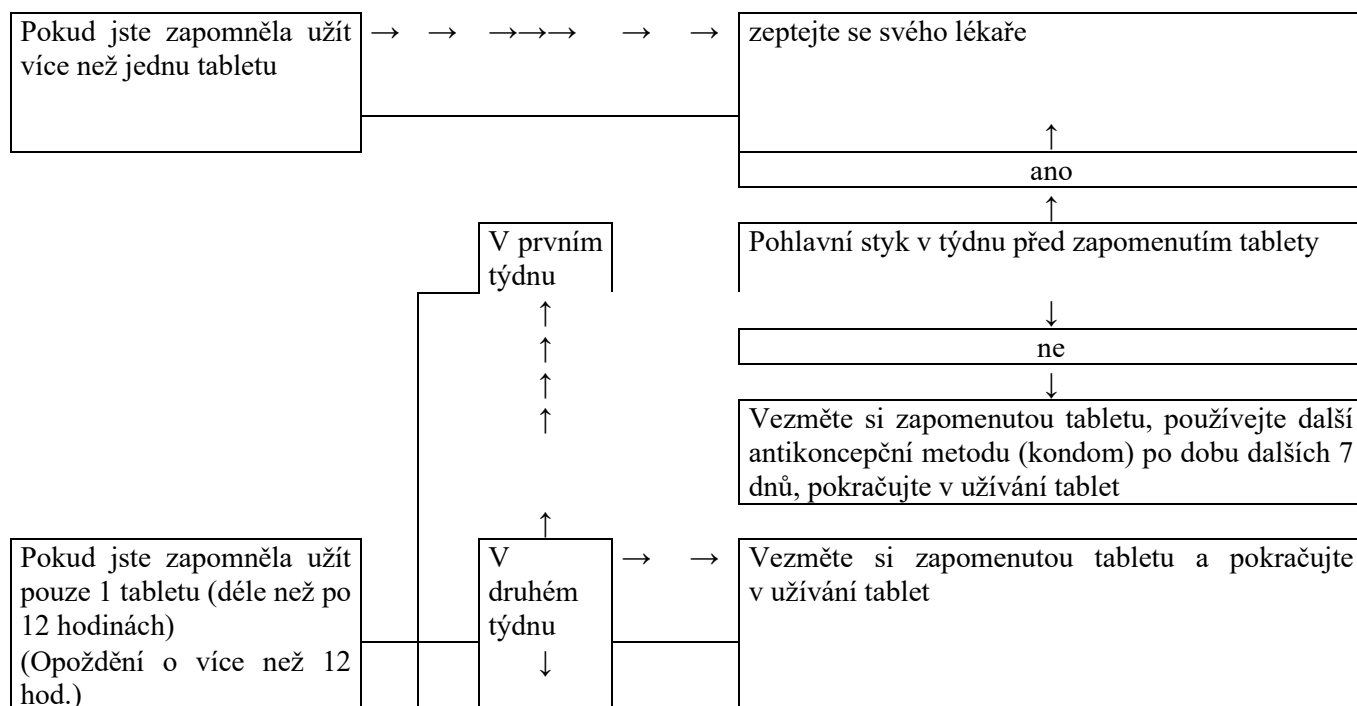 Pokud jste zapomněla užít
více než jednu tabletu
→ → →→→ → →
zeptejte se svého lékaře
↑
ano
↑
V prvním
týdnu
Pohlavní styk v týdnu před zapomenutím tablety
↑
↑
↑
↑
↓
ne
↓
Vezměte si zapomenutou tabletu, používejte další
antikoncepční metodu (kondom) po dobu dalších 7
dnů, pokračujte v užívání tablet
↑
Pokud jste zapomněla užít
pouze 1 tabletu (déle než po
12 hodinách)
(Opoždění o více než 12
hod.)
V
druhém
týdnu
↓
→ →
Vezměte si zapomenutou tabletu a pokračujte
v užívání tablet